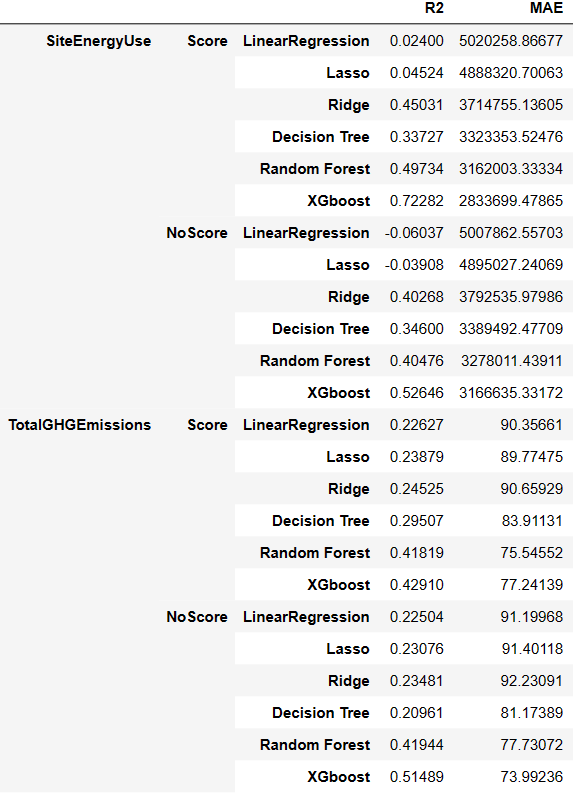 R2 MAE
SiteEnergyUse Score LinearRegression 0.02400 5020258.86677
Lasso 0.04524 4888320.70063
Ridge 0.45031 3714755.13605
Decision Tree 0.33727 3323353.52476
Random Forest 0.49734 3162003.33334
XGboost 0.72282 2833699.47865
NoScore LinearRegression -0.06037 5007862.55703
Lasso -0.03908 4895027.24069
Ridge 0.40268 3792535.97986
Decision Tree 0.34600 3389492.47709
Random Forest 0.40476 3278011.43911
XGboost 0.52646 3166635.33172
TotalGHGEmissions Score LinearRegression 0.22627 90.35661
Lasso 0.23879 89.77475
Ridge 0.24525 90.65929
Decision Tree 0.29507 83.91131
Random Forest 0.41819 75.54552
XGboost 0.42910 77.24139
NoScore LinearRegression 0.22504 91.19968
Lasso 0.23076 91.40118
Ridge 0.23481 92.23091
Decision Tree 0.20961 81.17389
Random Forest 0.41944 77.73072
XGboost 0.51489 73.99236